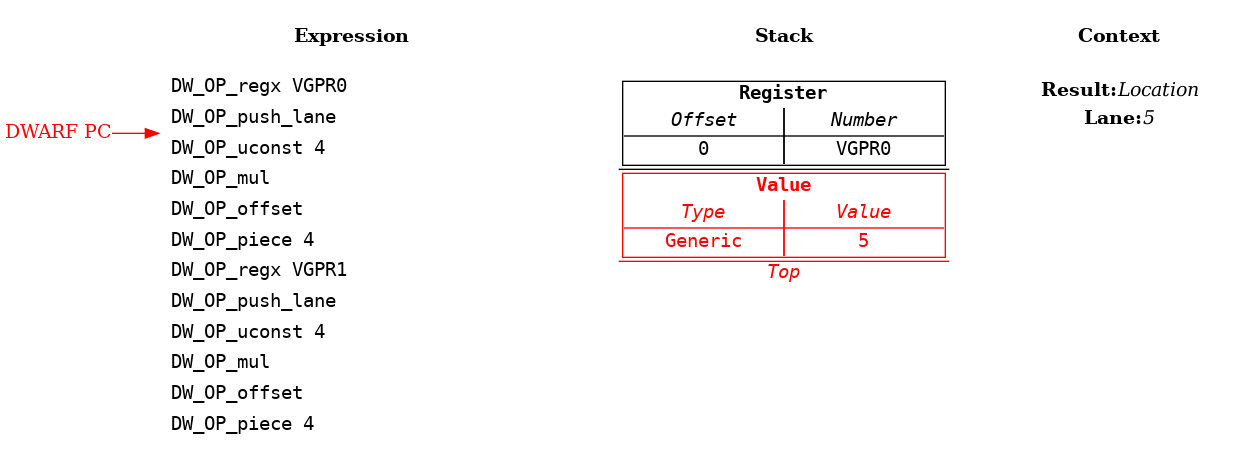 Expression
Stack
Context
DW_OP_regx VGPR0
DW_OP_push_lane
DWARF PC
DW_OP_uconst 4
DW_OP_mul
DW_OP_offset
DW_OP_piece 4
DW_OP_regx VGPR1
DW_OP_push_lane
DW_OP_uconst 4
DW_OP_mul
DW_OP_offset
DW_OP_piece 4
Register
Offset Number
0 VGPR0
Value
Type Value
Generic 5
Top
Result:Location
Lane:5